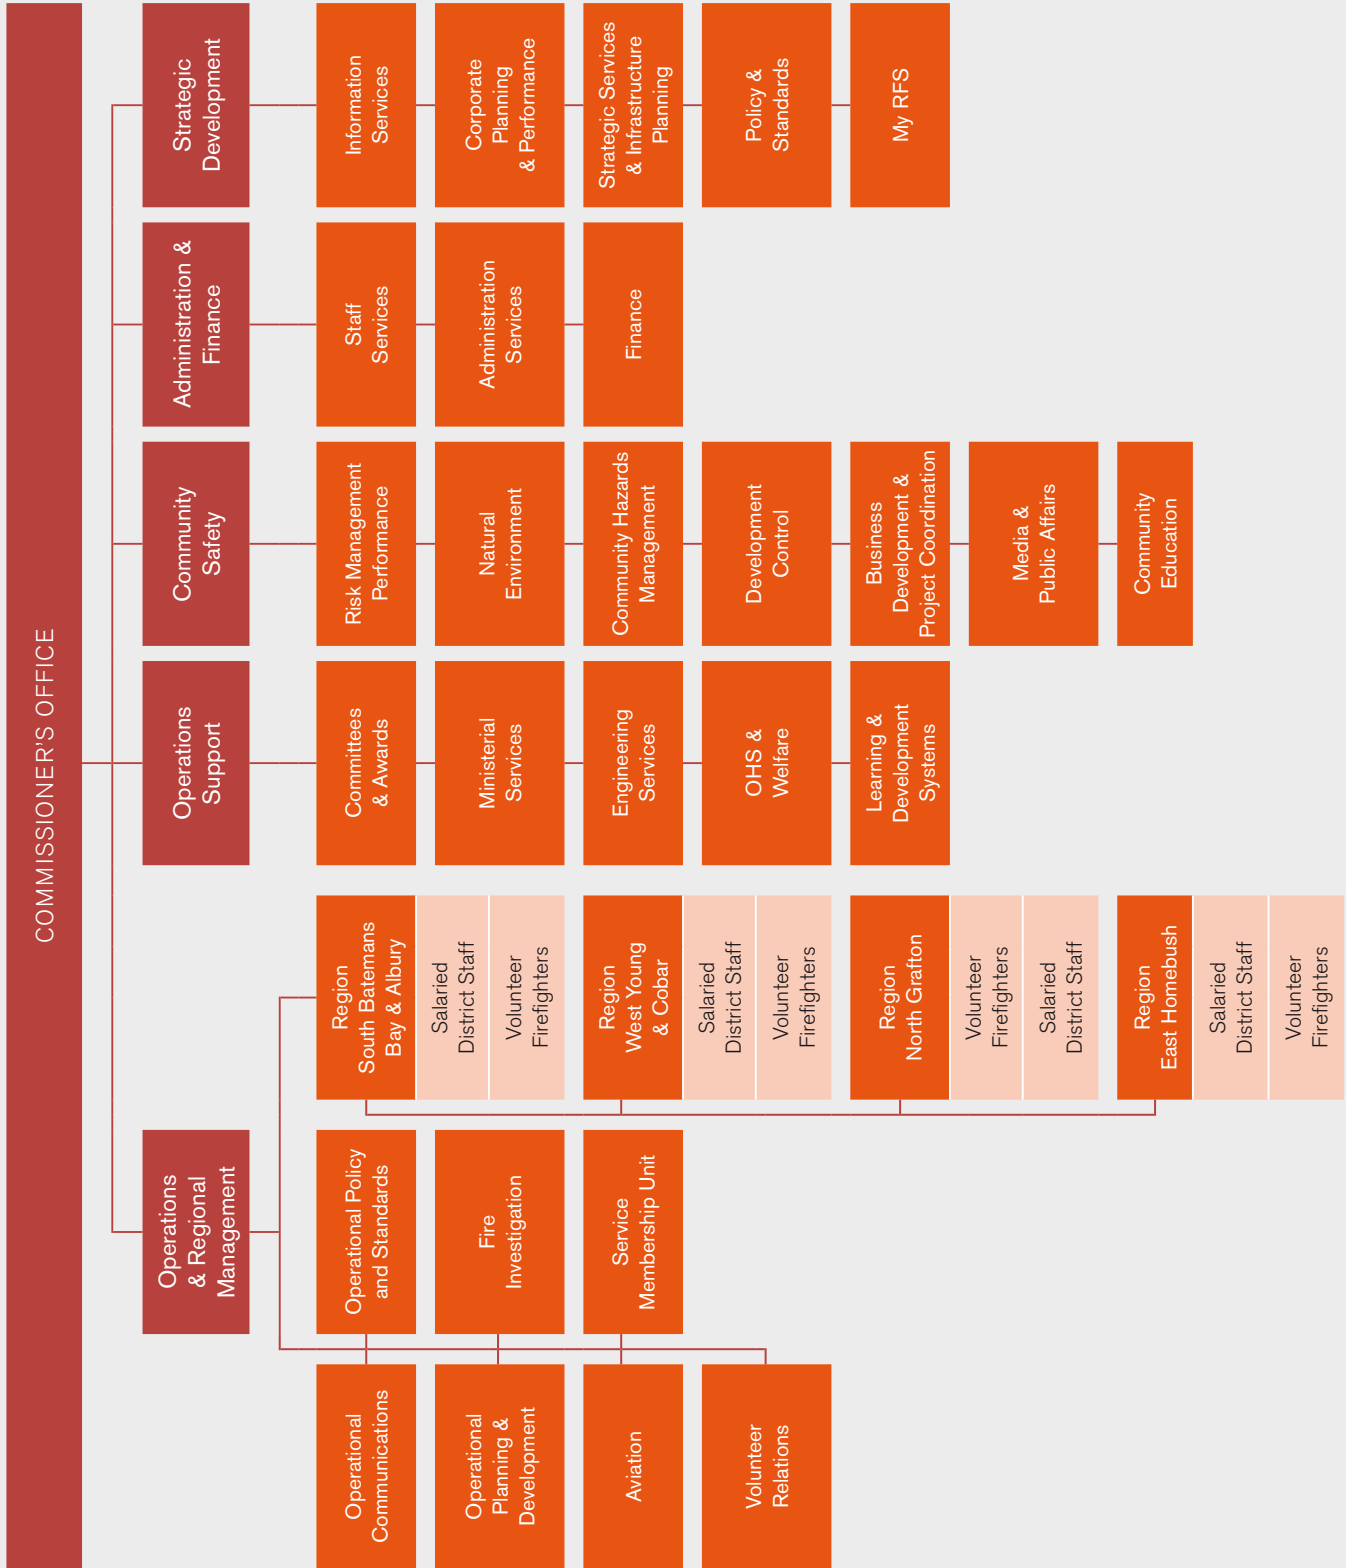 COMMISSIONER'S OFFICE
Operations
& Regional
Management
Operational
Communications
Operational
Planning &
Development
Aviation
Volunteer
Relations
Operational Policy
and Standards
Fire
Investigation
Service
Membership Unit
Region
South Batemans
Bay & Albury
Salaried
District Staff
Volunteer
Firefighters
Region
West Young
& Cobar
Salaried
District Staff
Volunteer
Firefighters
Region
North Grafton
Volunteer
Firefighters
Salaried
District Staff
Region
East Homebush
Salaried
District Staff
Volunteer
Firefighters
Operations
Support
Committees
& Awards
Ministerial
Services
Engineering
Services
OHS &
Welfare
Learning &
Development
Systems
Community
Safety
Risk Management
Performance
Natural
Environment
Community Hazards
Management
Development
Control
Business
Development &
Project Coordination
Media &
Public Affairs
Community
Education
Administration &
Finance
Staff
Services
Administration
Services
Finance
Strategic
Development
Information
Services
Corporate
Planning
& Performance
Strategic Services
& Infrastructure
Planning
Policy &
Standards
My RFS